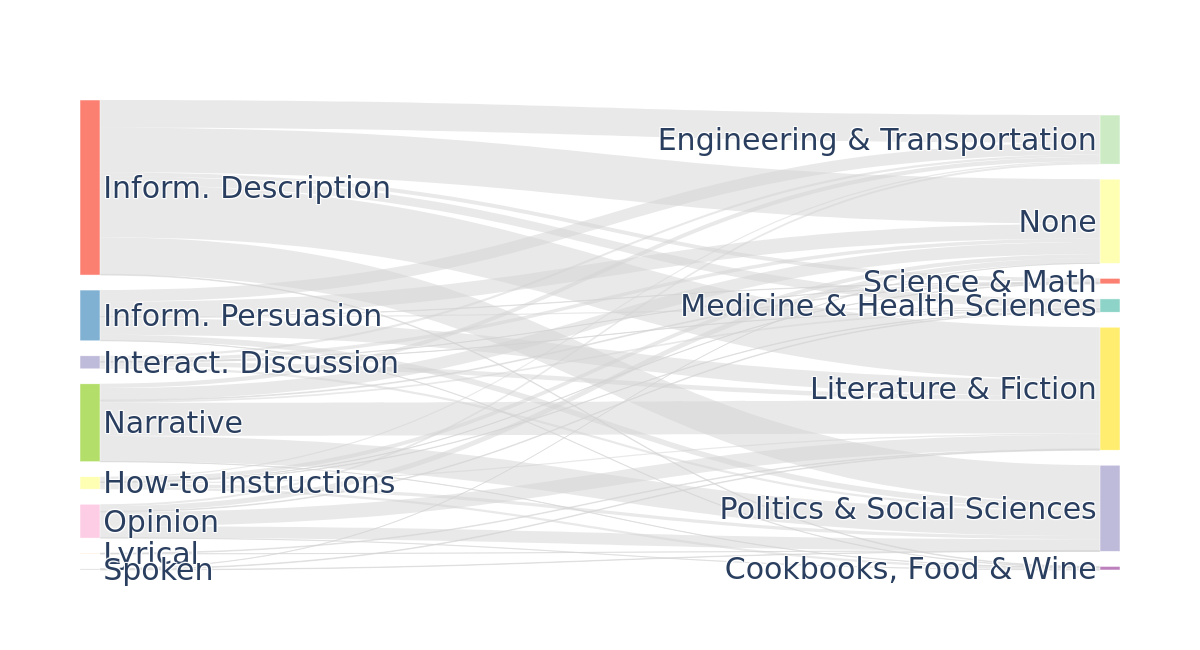 Inform. Description
Inform. Persuasion
Interact. Discussion
Narrative
How-to Instructions
Opinion
Lyrical
Spoken
Engineering & Transportation
None
Science & Math
Medicine & Health Sciences
Literature & Fiction
Politics & Social Sciences
Cookbooks, Food & Wine